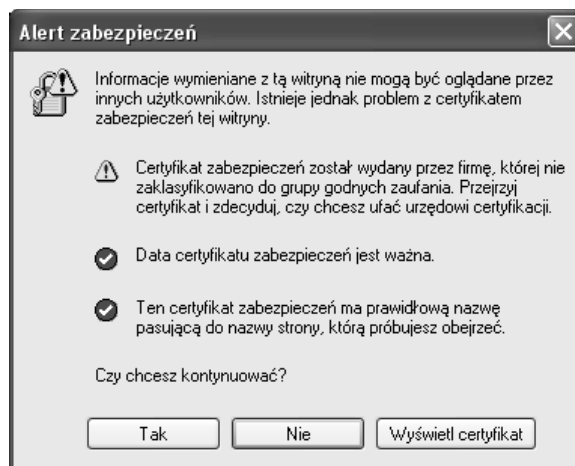 Alert zabezpieczeń
Informacje wymieniane z tą witryną nie mogą być oglądane przez
innych użytkowników. Istnieje jednak problem z certyfikatem
zabezpieczeń tej witryny.
Certyfikat zabezpieczeń został wydany przez firmę, której nie
zaklasyfikowano do grupy godnych zaufania. Przejrzyj
certyfikat i zdecyduj, czy chcesz ufać urzędowi certyfikacji.
Data certyfikatu zabezpieczeń jest ważna.
Ten certyfikat zabezpieczeń ma prawidłową nazwę
pasującą do nazwy strony, którą próbujesz obejrzeć.
Czy chcesz kontynuować?
Tak Nie Wyświetl certyfikat